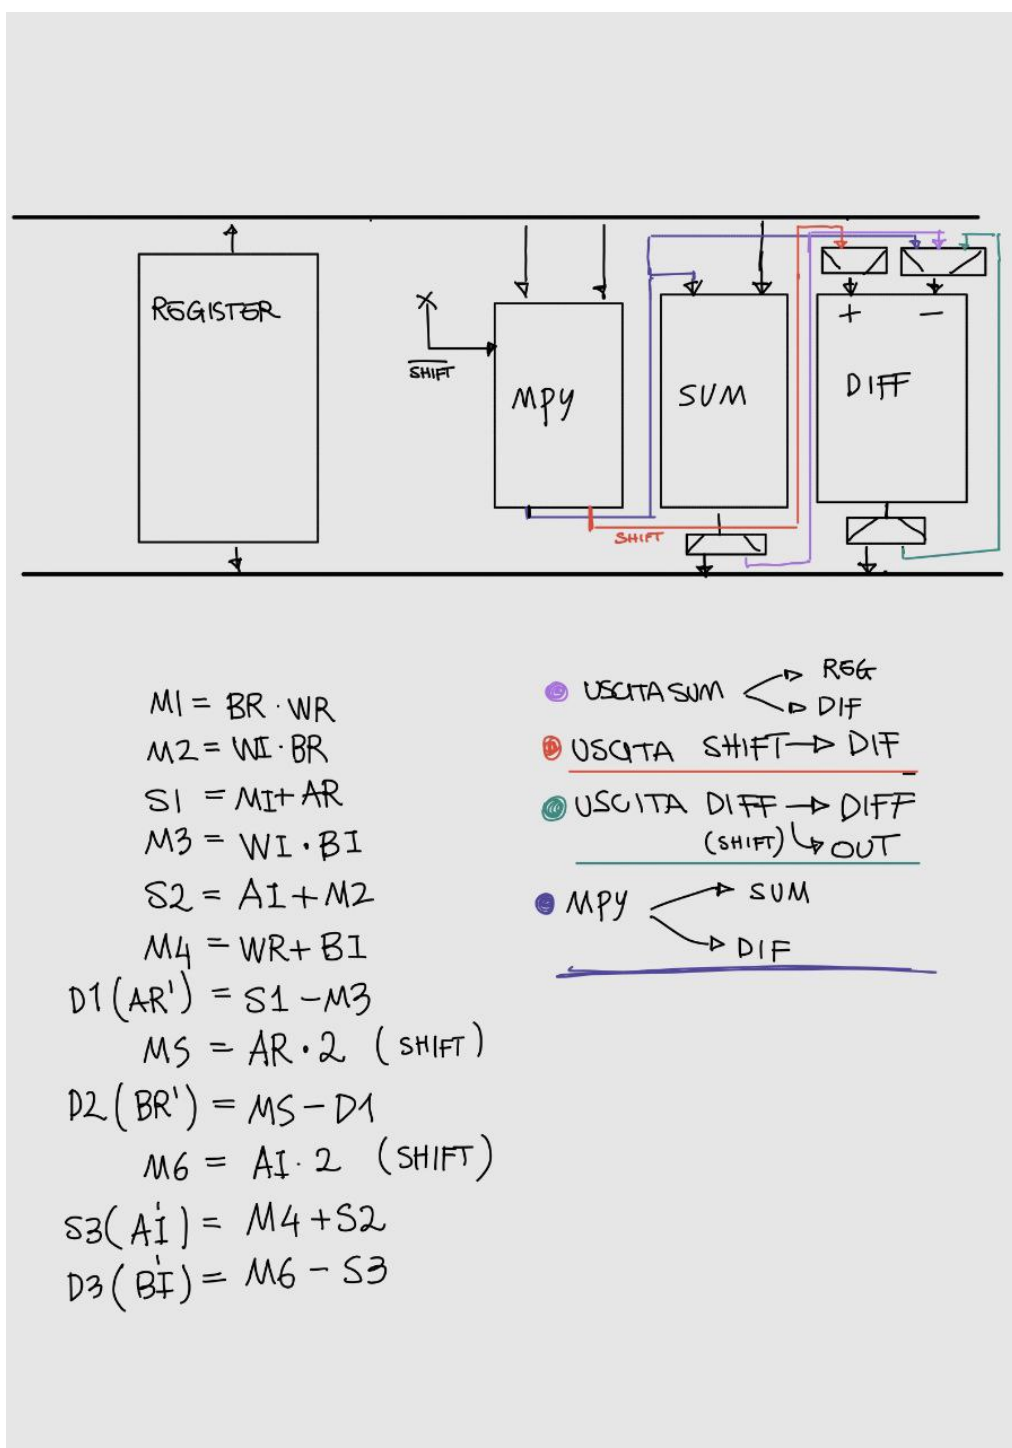 REGISTER
X
SHIFT
MPY
SUM
+ −
DIFF
SHIFT
M1 = BR · WR
M2 = WI · BR
S1 = M1 + AR
M3 = WI · BI
S2 = AI + M2
M4 = WR + BI
D1 (AR') = S1 − M3
M5 = AR · 2 (SHIFT)
D2 (BR') = M5 − D1
M6 = AI · 2 (SHIFT)
S3 (AI') = M4 + S2
D3 (BI') = M6 − S3
USCITA SUM
REG
DIF
USCITA SHIFT → DIF
USCITA DIFF → DIFF
(SHIFT) ↳ OUT
MPY
SUM
DIF